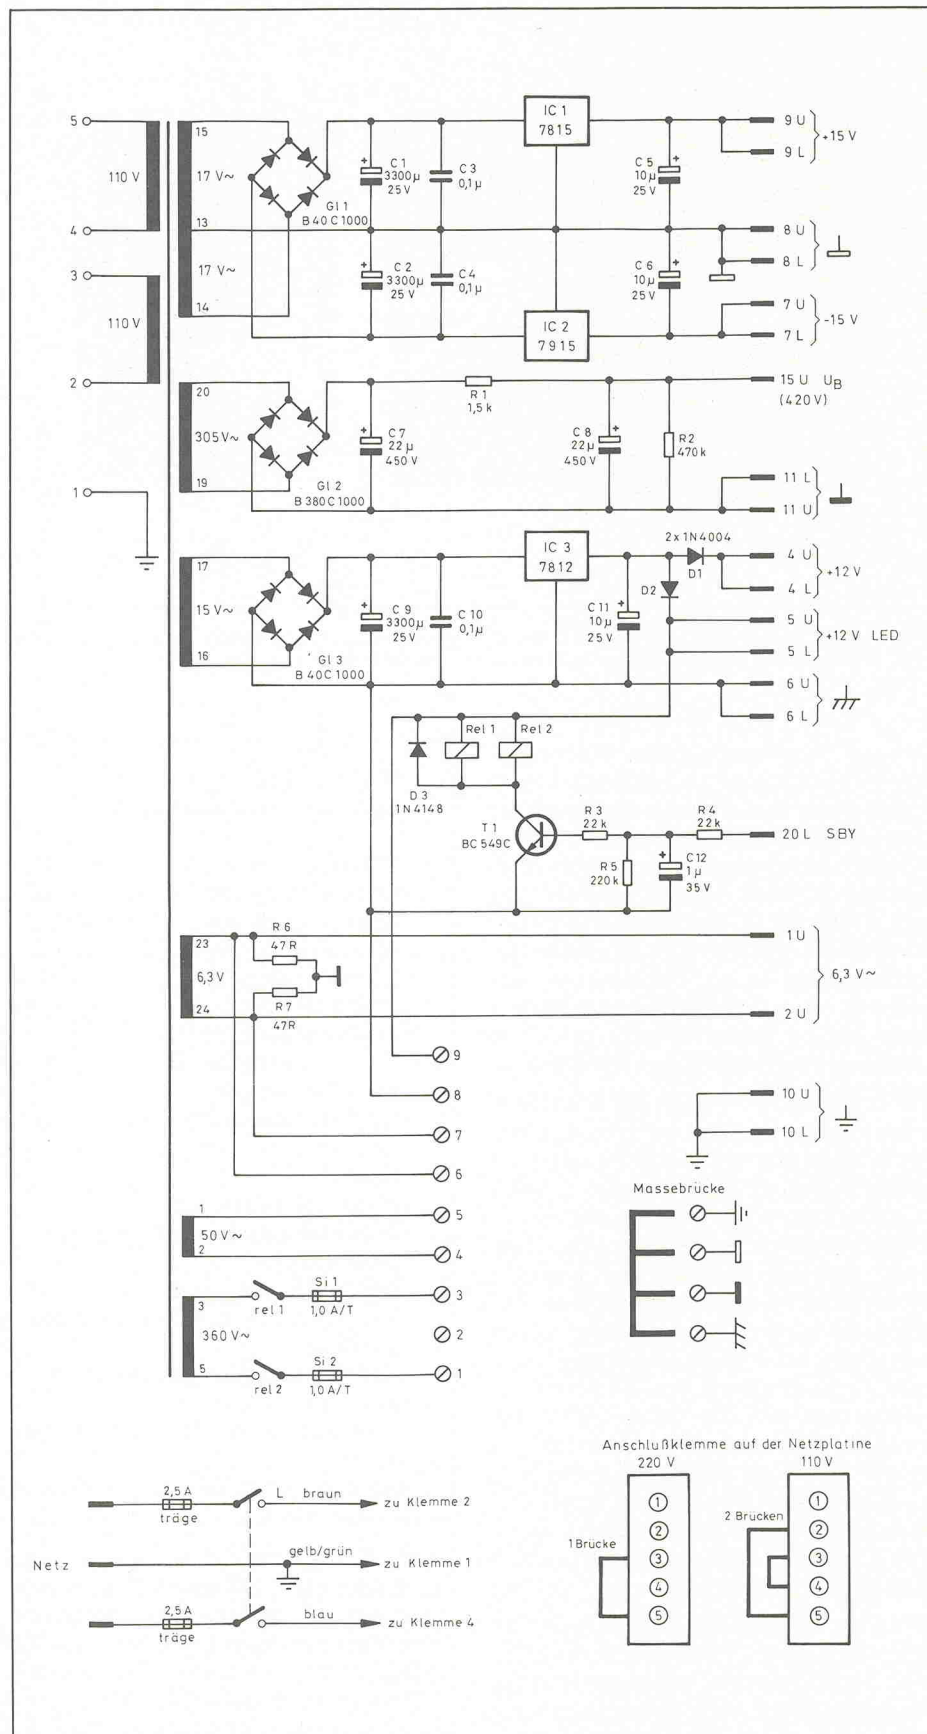 5
110 V
4
3
110 V
2
1
15
17 V~
13
17 V~
14
Gl 1
B 40 C 1000
+
C 1
3300µ
25 V
C 3
0,1µ
IC 1
7815
+
C 5
10µ
25 V
9 U
9 L
+15 V
+
C 2
3300µ
25 V
C 4
0,1µ
IC 2
7915
+
C 6
10µ
25 V
8 U
8 L
7 U
7 L
-15 V
20
305 V~
19
Gl 2
B 380 C 1000
+
C 7
22µ
450 V
R 1
1,5 k
+
C 8
22µ
450 V
R 2
470 k
15 U UB
(420 V)
11 L
11 U
17
15 V~
16
Gl 3
B 40 C 1000
+
C 9
3300µ
25 V
C 10
0,1µ
IC 3
7812
+
C 11
10µ
25 V
2 x 1N 4004
D1
D2
4 U
4 L
+12 V
5 U
5 L
+12 V LED
6 U
6 L
Rel 1
Rel 2
D 3
1N 4148
T 1
BC 549C
R 3
22 k
R 4
22 k
R 5
220 k
+
C 12
1µ
35 V
20 L SBY
23
6,3 V
24
R 6
47 R
R 7
47R
1 U
2 U
6,3 V~
9
8
7
6
10 U
10 L
1
50 V~
2
5
4
3
360 V~
5
rel 1
Si 1
1,0 A/T
3
2
rel 2
Si 2
1,0 A/T
1
Massebrücke
Netz
2,5 A
träge
L braun
zu Klemme 2
gelb/grün
zu Klemme 1
2,5 A
träge
blau
zu Klemme 4
Anschlußklemme auf der Netzplatine
220 V
110 V
1 Brücke
1
2
3
4
5
2 Brücken
1
2
3
4
5